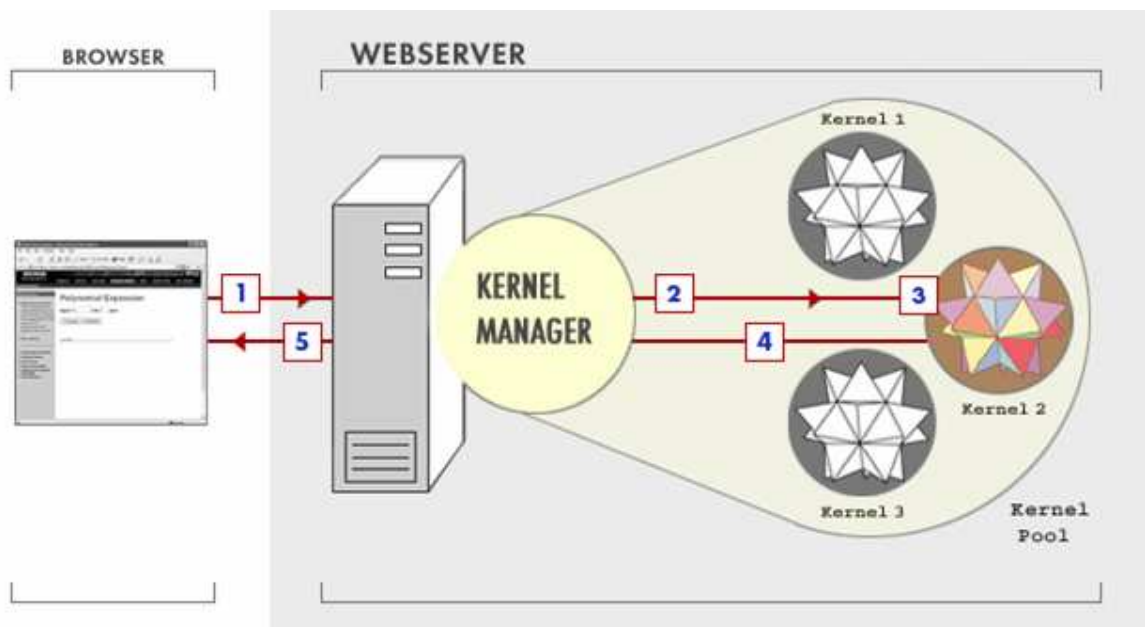 BROWSER
WEBSERVER
Kernel 1
Polynomial Expansion
1
2
3
KERNEL
MANAGER
5
4
Kernel 2
Kernel 3
Kernel
Pool